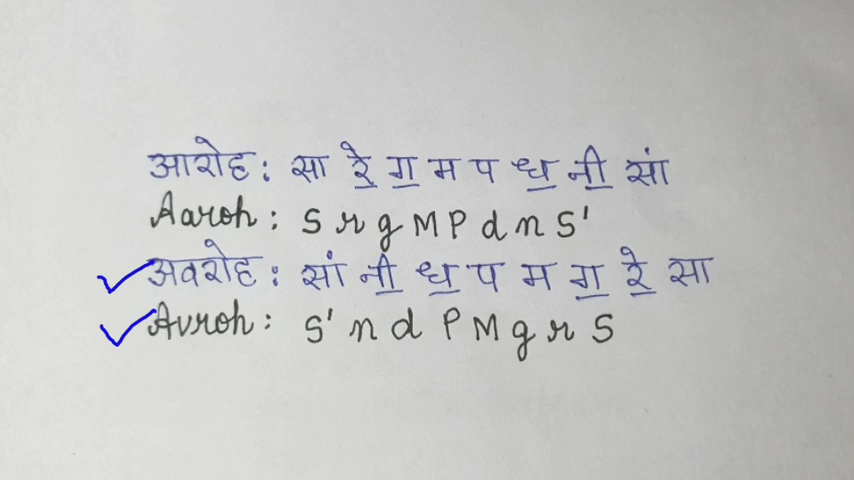 आरोह: सा रे॒ ग॒ म प ध॒ नी॒ सां
Aaroh: S r g M P d n S'
अवरोह: सां नी॒ ध॒ प म ग॒ रे॒ सा
Avroh: S' n d P M g r S